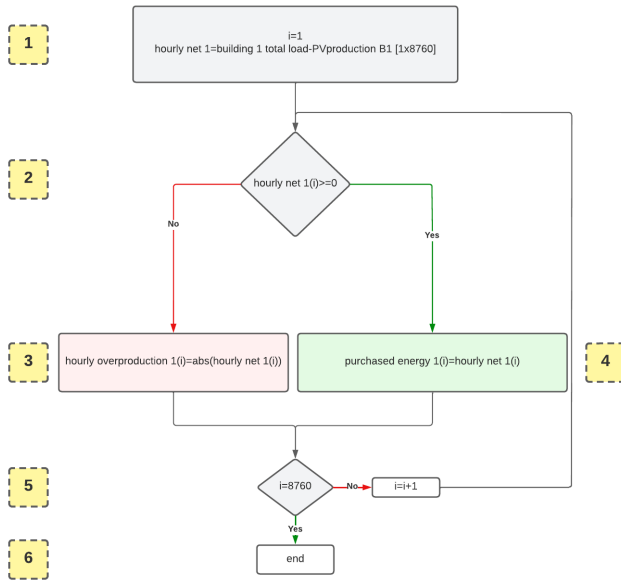 1
i=1
hourly net 1=building 1 total load-PVproduction B1 [1x8760]
2
hourly net 1(i)>=0
No
Yes
3
hourly overproduction 1(i)=abs(hourly net 1(i))
purchased energy 1(i)=hourly net 1(i)
4
5
i=8760
No
i=i+1
Yes
6
end